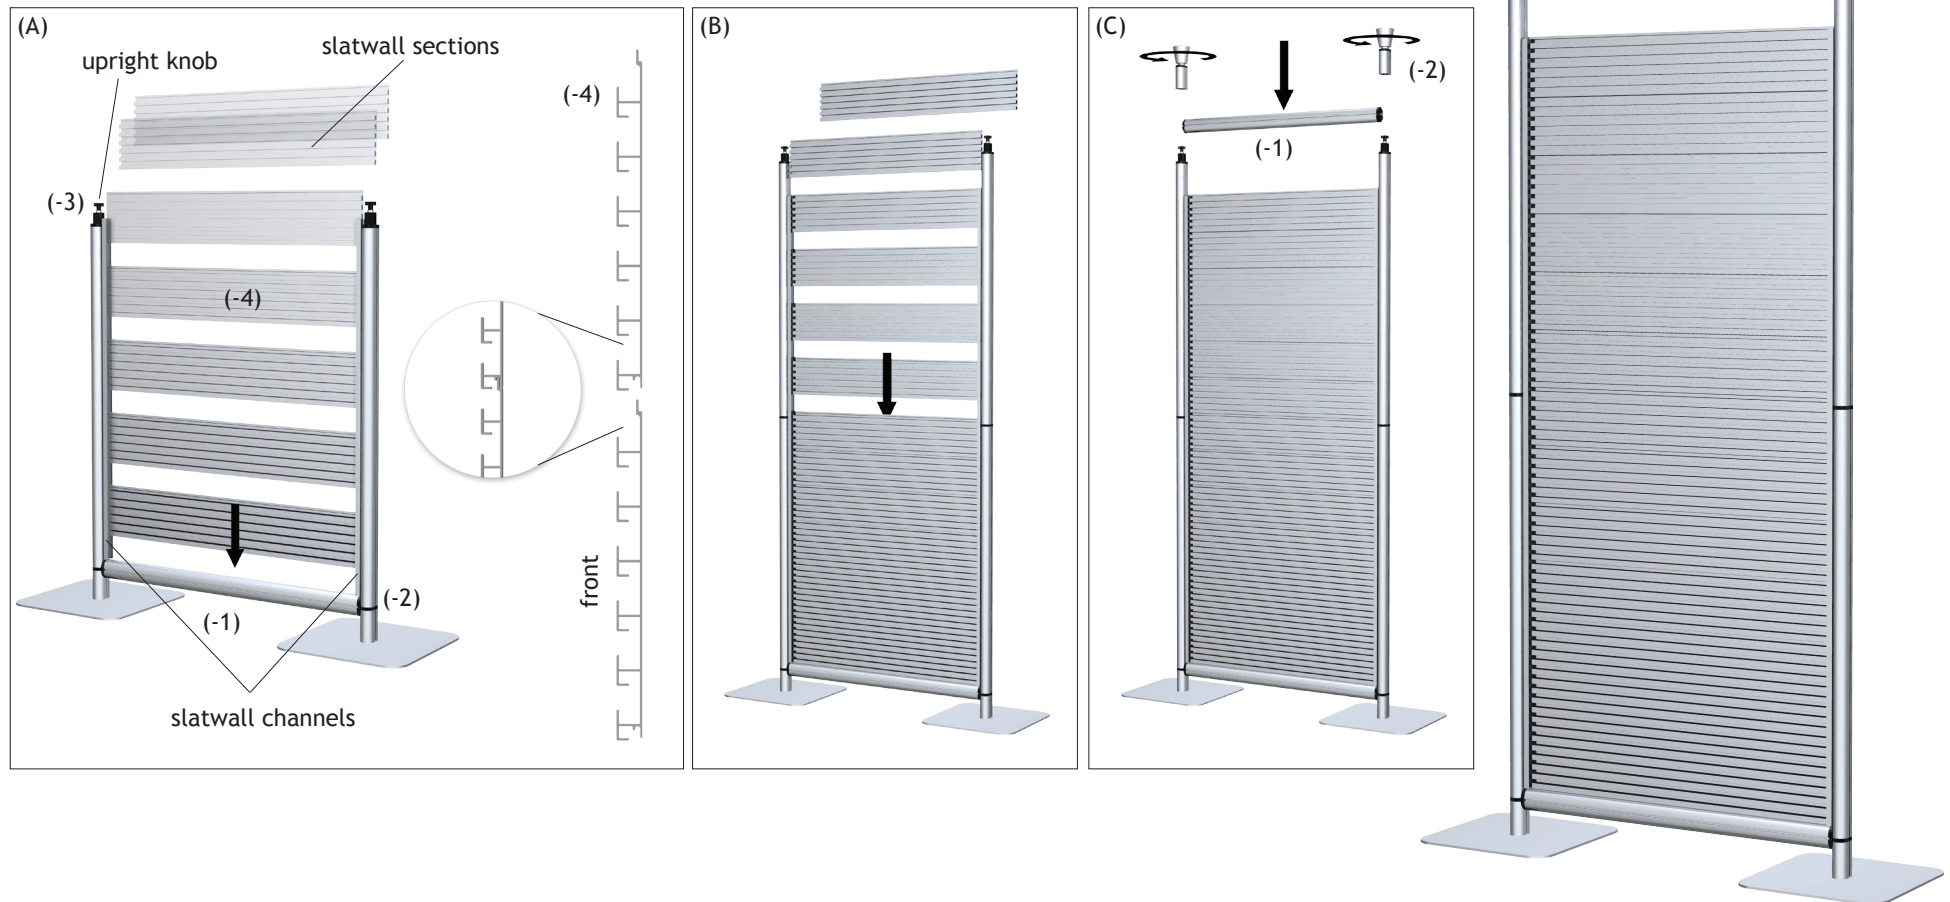 (A)
upright knob
slatwall sections
(-4)
(-3)
(-4)
front
(-2)
(-1)
slatwall channels
(B)
(C)
(-2)
(-1)